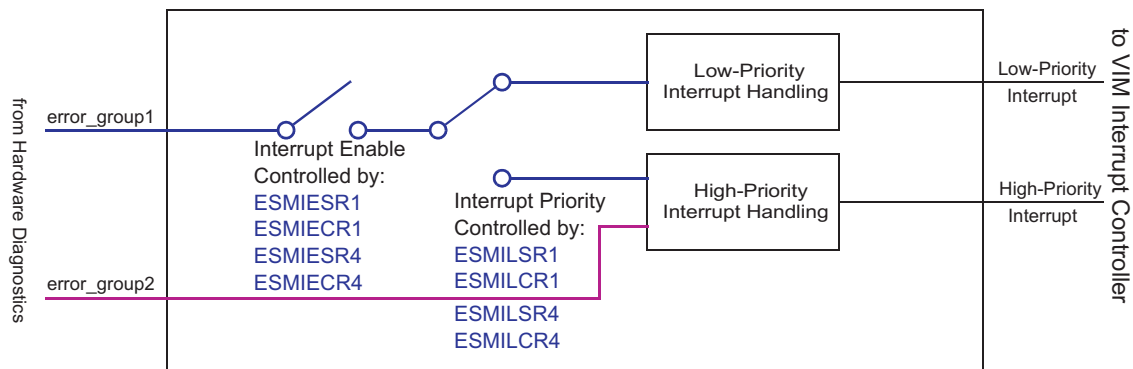 from Hardware Diagnostics
error_group1
error_group2
Interrupt Enable
Controlled by:
ESMIESR1
ESMIECR1
ESMIESR4
ESMIECR4
Interrupt Priority
Controlled by:
ESMILSR1
ESMILCR1
ESMILSR4
ESMILCR4
Low-Priority
Interrupt Handling
High-Priority
Interrupt Handling
Low-Priority
Interrupt
High-Priority
Interrupt
to VIM Interrupt Controller